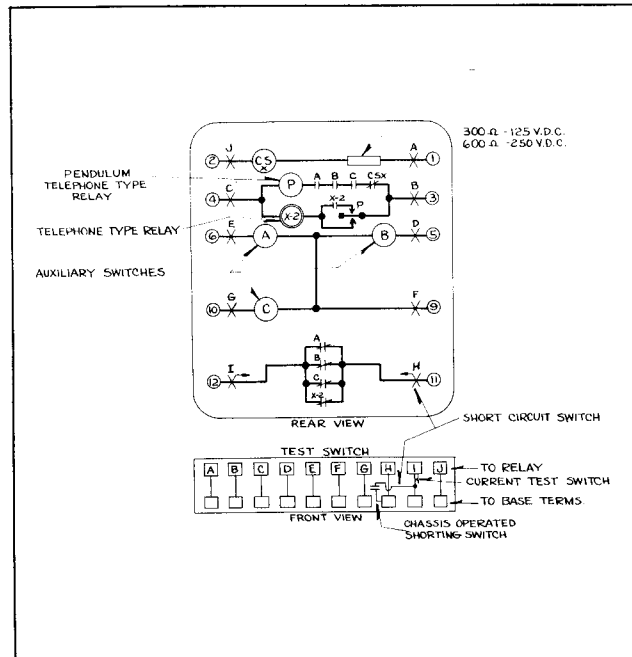 300 Ω - 125 V.D.C.
600 Ω - 250 V.D.C.
J A
2 CS X 1
PENDULUM
TELEPHONE TYPE
RELAY
P A B C CSX
C B
4 3
X-2 P
TELEPHONE TYPE RELAY
X-2
E D
6 A B 5
AUXILIARY SWITCHES
G F
10 C 9
A
I B H
12 C 11
X-2
REAR VIEW
SHORT CIRCUIT SWITCH
TEST SWITCH
A B C D E F G H I J
TO RELAY
CURRENT TEST SWITCH
TO BASE TERMS.
FRONT VIEW
CHASSIS OPERATED
SHORTING SWITCH